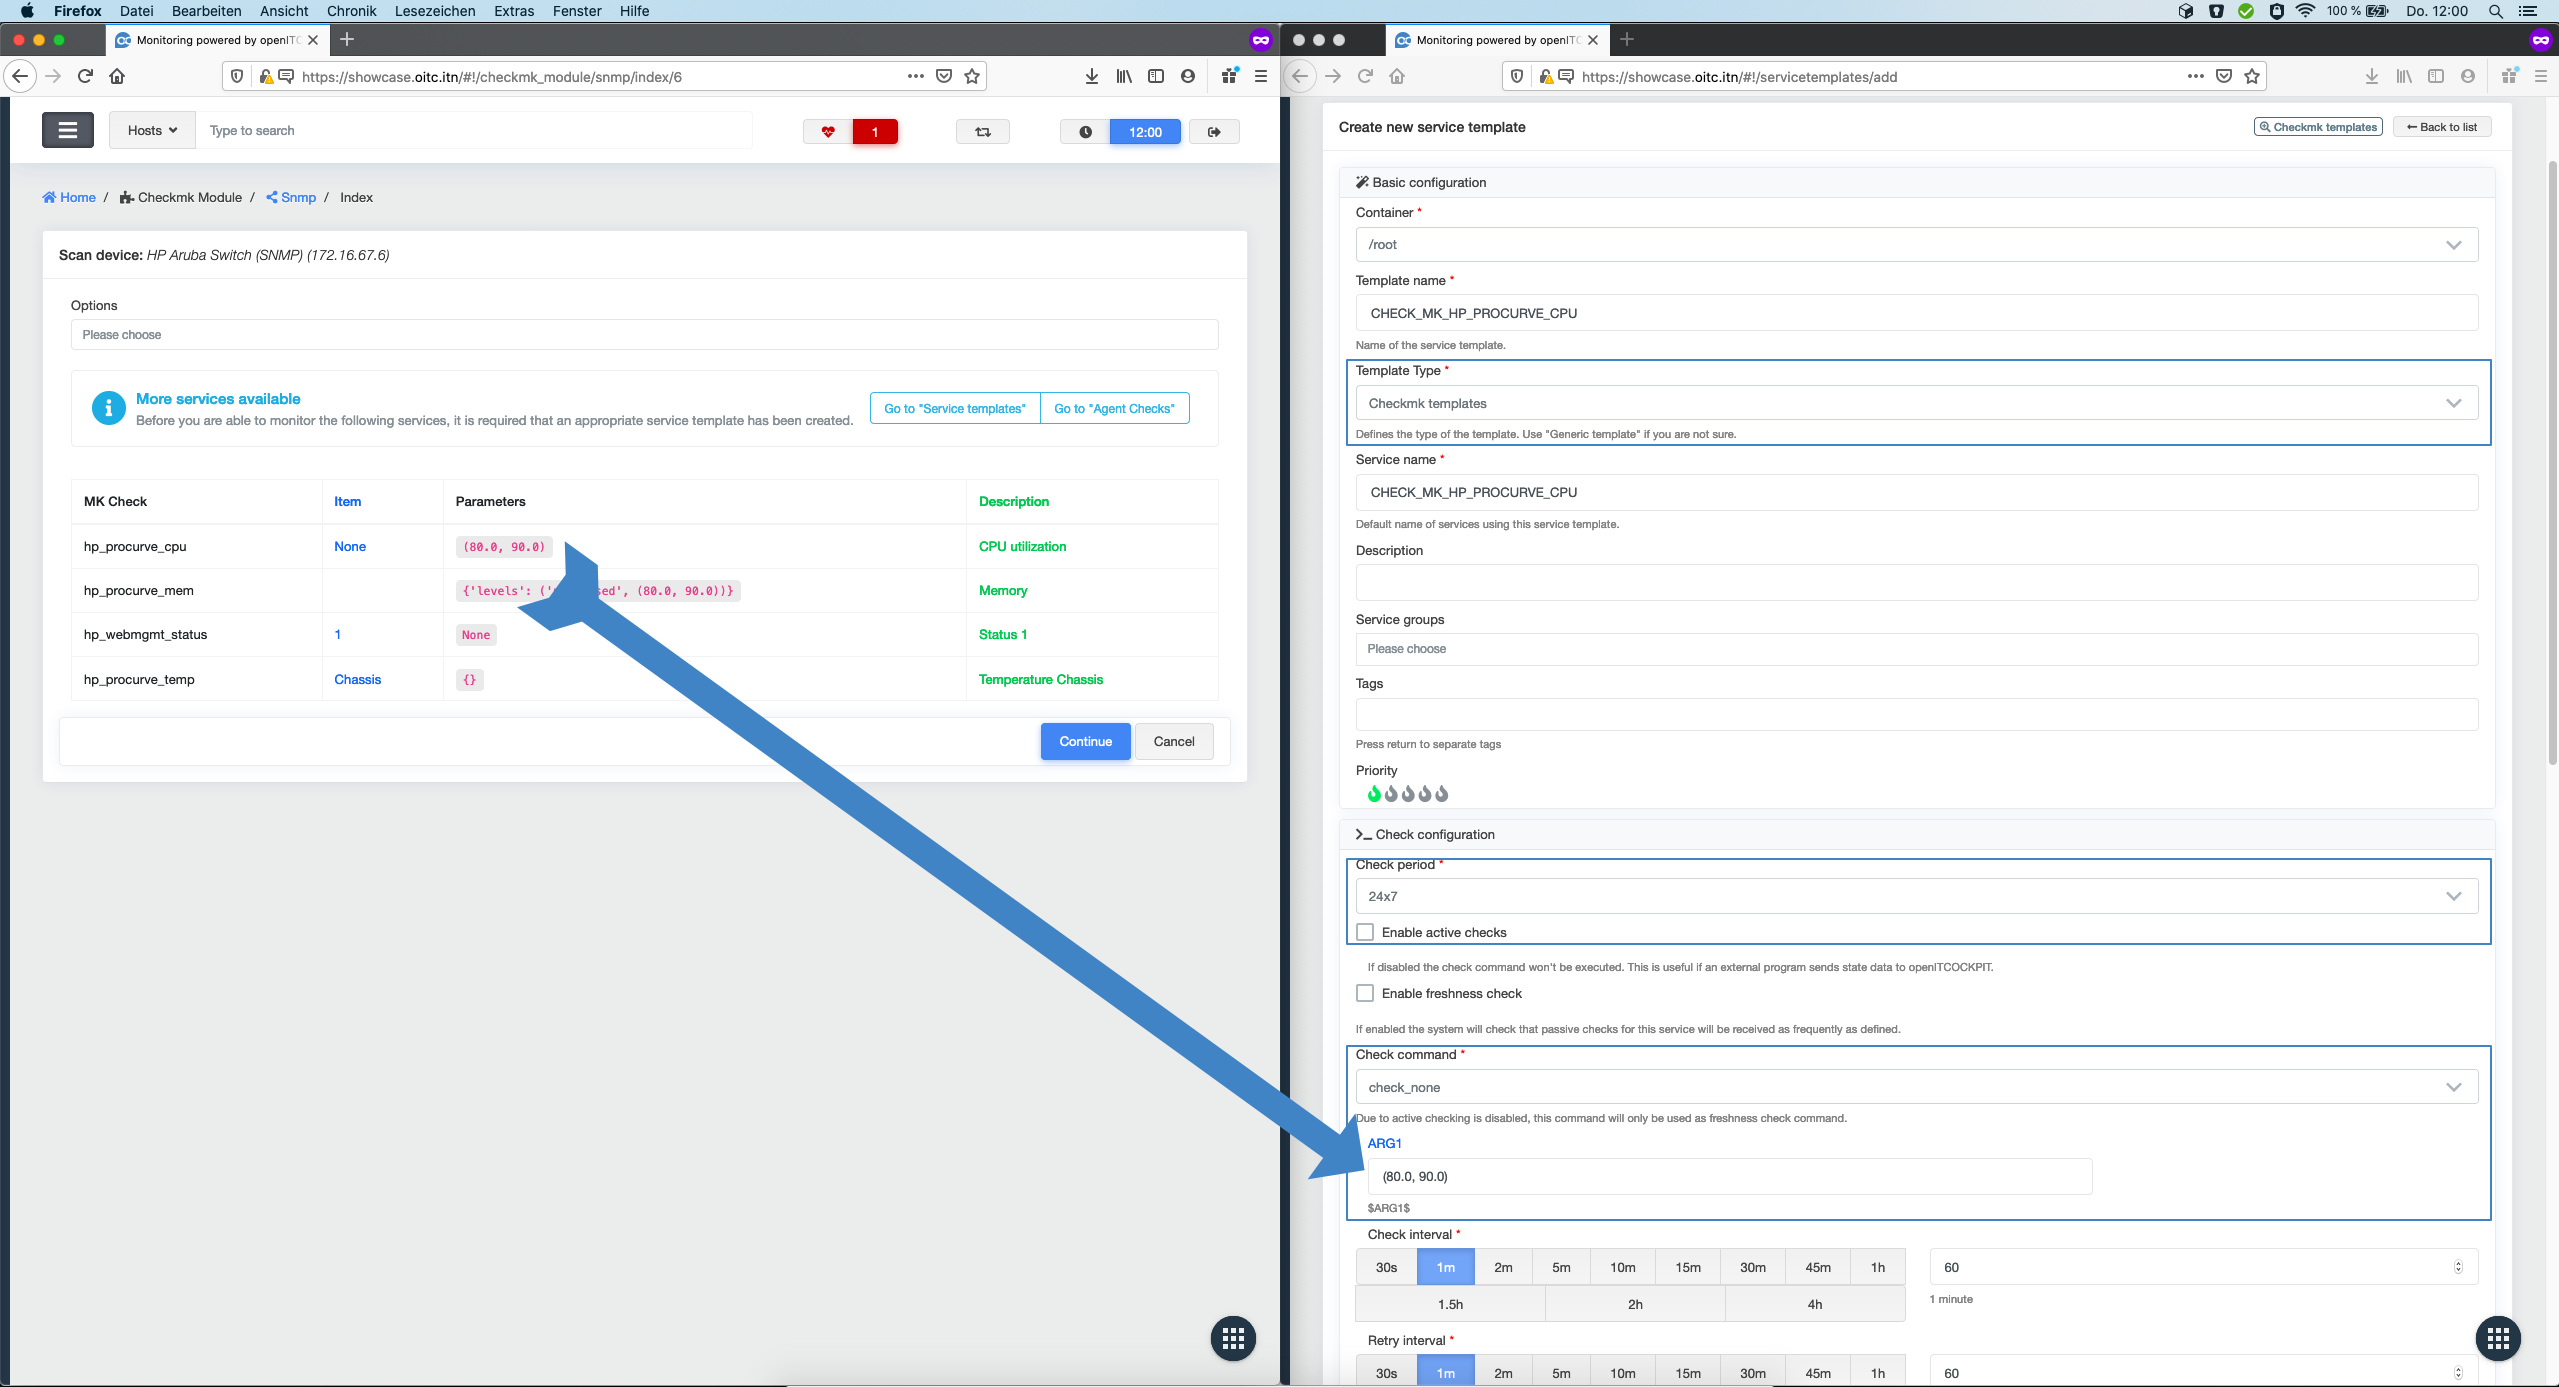 Firefox Datei Bearbeiten Ansicht Chronik Lesezeichen Extras Fenster Hilfe
100 % Do. 12:00
Monitoring powered by openITC
https://showcase.oitc.itn/#!/checkmk_module/snmp/index/6
Hosts Type to search 1 12:00
Home / Checkmk Module / Snmp / Index
Scan device: HP Aruba Switch (SNMP) (172.16.67.6)
Options
Please choose
More services available
Before you are able to monitor the following services, it is required that an appropriate service template has been created.
Go to "Service templates" Go to "Agent Checks"
MK Check Item Parameters Description
hp_procurve_cpu None (80.0, 90.0) CPU utilization
hp_procurve_mem {'levels': (' sed', (80.0, 90.0))} Memory
hp_webmgmt_status 1 None Status 1
hp_procurve_temp Chassis {} Temperature Chassis
Continue Cancel
Monitoring powered by openITC
https://showcase.oitc.itn/#!/servicetemplates/add
Create new service template Checkmk templates Back to list
Basic configuration
Container *
/root
Template name *
CHECK_MK_HP_PROCURVE_CPU
Name of the service template.
Template Type *
Checkmk templates
Defines the type of the template. Use "Generic template" if you are not sure.
Service name *
CHECK_MK_HP_PROCURVE_CPU
Default name of services using this service template.
Description
Service groups
Please choose
Tags
Press return to separate tags
Priority
Check configuration
Check period *
24x7
Enable active checks
If disabled the check command won't be executed. This is useful if an external program sends state data to openITCOCKPIT.
Enable freshness check
If enabled the system will check that passive checks for this service will be received as frequently as defined.
Check command *
check_none
Due to active checking is disabled, this command will only be used as freshness check command.
ARG1
(80.0, 90.0)
$ARG1$
Check interval *
30s 1m 2m 5m 10m 15m 30m 45m 1h 60
1.5h 2h 4h 1 minute
Retry interval *
30s 1m 2m 5m 10m 15m 30m 45m 1h 60